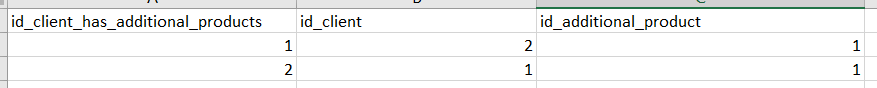 id_client_has_additional_products id_client id_additional_product
1 2 1
2 1 1